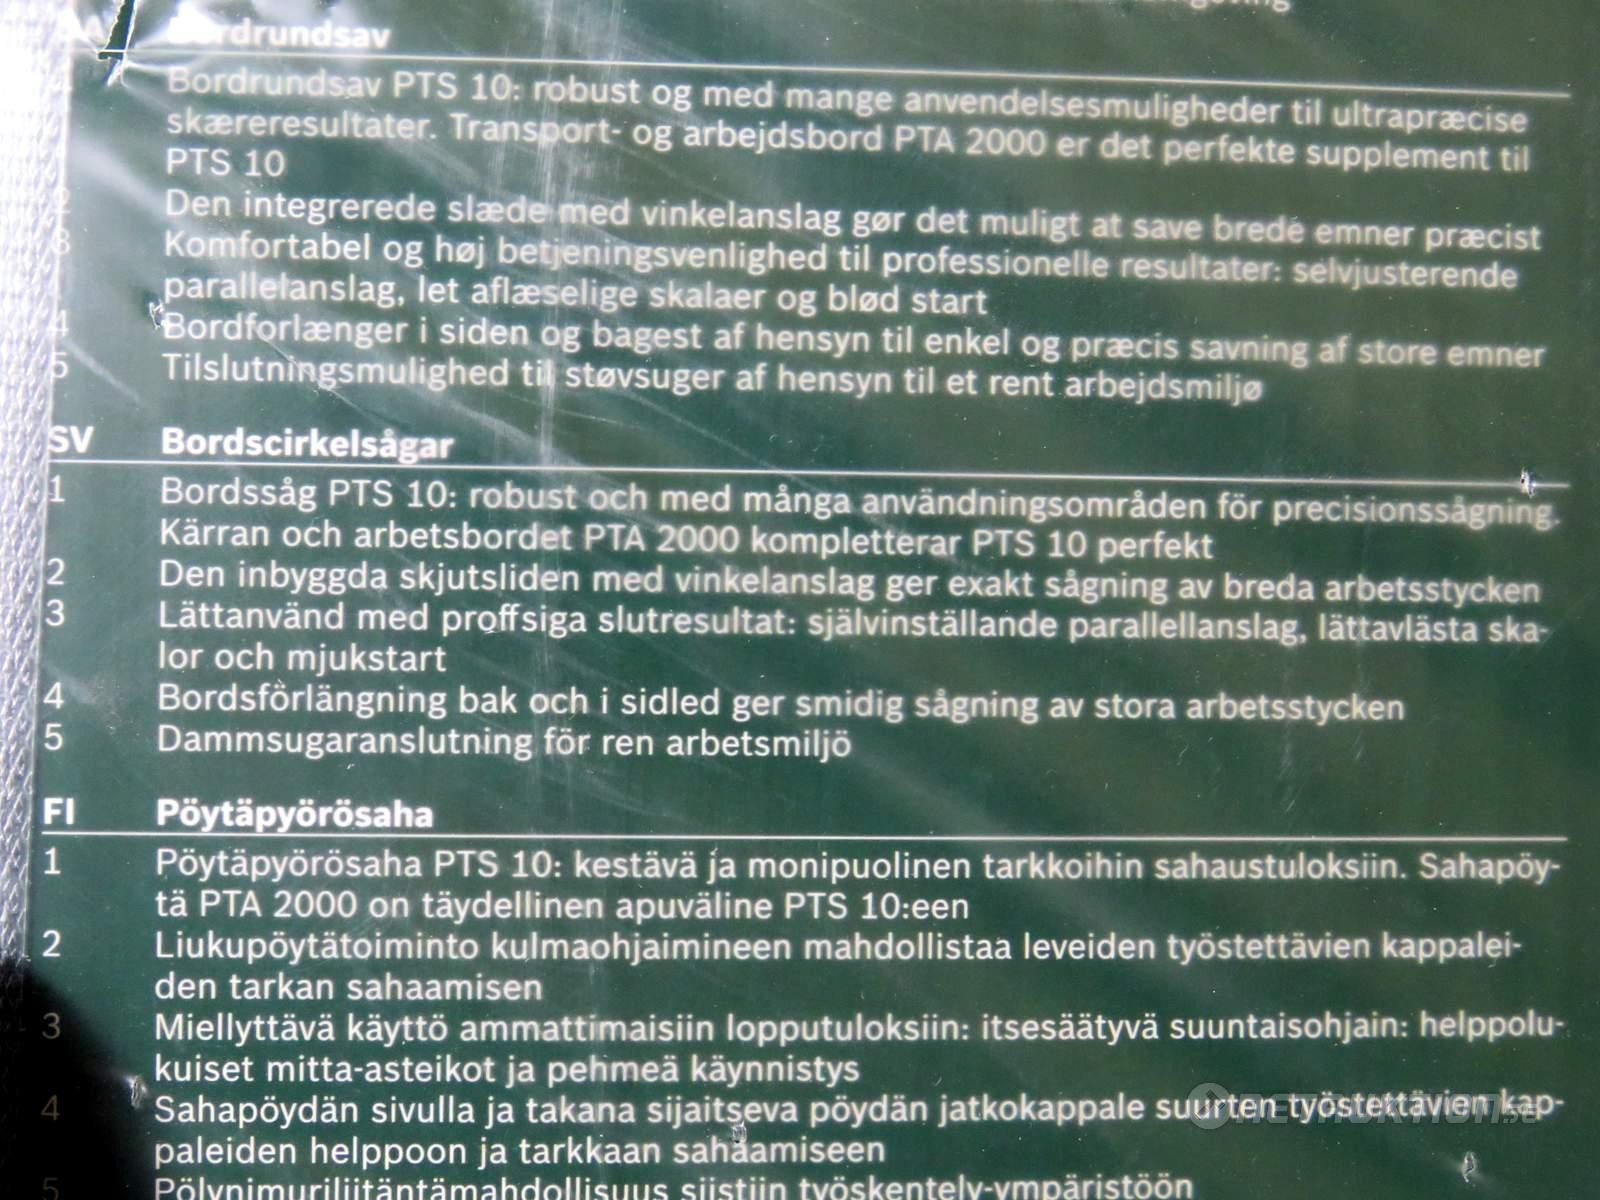 Bordrundsav
Bordrundsav PTS 10: robust og med mange anvendelsesmuligheder til ultrapræcise
skæreresultater. Transport- og arbejdsbord PTA 2000 er det perfekte supplement til
PTS 10
2 Den integrerede slæde med vinkelanslag gør det muligt at save brede emner præcist
3 Komfortabel og høj betjeningsvenlighed til professionelle resultater: selvjusterende
parallelanslag, let aflæselige skalaer og blød start
4 Bordforlænger i siden og bagest af hensyn til enkel og præcis savning af store emner
5 Tilslutningsmulighed til støvsuger af hensyn til et rent arbejdsmiljø
SV Bordscirkelsågar
1 Bordssåg PTS 10: robust och med många användningsområden för precisionssågning.
Kärran och arbetsbordet PTA 2000 kompletterar PTS 10 perfekt
2 Den inbyggda skjutsliden med vinkelanslag ger exakt sågning av breda arbetsstycken
3 Lättanvänd med proffsiga slutresultat: självinställande parallellanslag, lättavlästa ska-
lor och mjukstart
4 Bordsförlängning bak och i sidled ger smidig sågning av stora arbetsstycken
5 Dammsugaranslutning för ren arbetsmiljö
FI Pöytäpyörösaha
1 Pöytäpyörösaha PTS 10: kestävä ja monipuolinen tarkkoihin sahaustuloksiin. Sahapöy-
tä PTA 2000 on täydellinen apuväline PTS 10:een
2 Liukupöytätoiminto kulmaohjaimineen mahdollistaa leveiden työstettävien kappalei-
den tarkan sahaamisen
3 Miellyttävä käyttö ammattimaisiin lopputuloksiin: itsesäätyvä suuntaisohjain: helppolu-
kuiset mitta-asteikot ja pehmeä käynnistys
4 Sahapöydän sivulla ja takana sijaitseva pöydän jatkokappale suurten työstettävien kap-
paleiden helppoon ja tarkkaan sahaamiseen
5 Pölynimuriliitäntämahdollisuus siistiin työskentely-ympäristöön